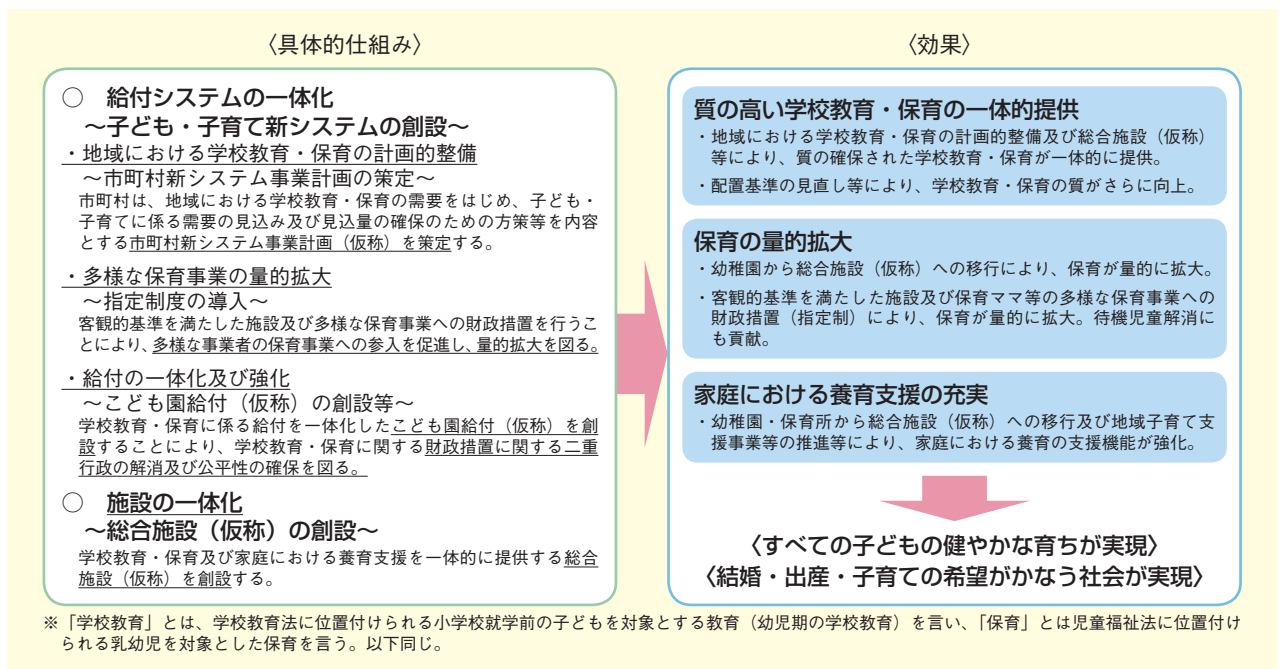 〈具体的仕組み〉
○　給付システムの一体化
～子ども・子育て新システムの創設～
・地域における学校教育・保育の計画的整備
～市町村新システム事業計画の策定～
市町村は、地域における学校教育・保育の需要をはじめ、子ども・
子育てに係る需要の見込み及び見込量の確保のための方策等を内容
とする市町村新システム事業計画（仮称）を策定する。
・多様な保育事業の量的拡大
～指定制度の導入～
客観的基準を満たした施設及び多様な保育事業への財政措置を行うこ
とにより、多様な事業者の保育事業への参入を促進し、量的拡大を図る。
・給付の一体化及び強化
～こども園給付（仮称）の創設等～
学校教育・保育に係る給付を一体化したこども園給付（仮称）を創
設することにより、学校教育・保育に関する財政措置に関する二重
行政の解消及び公平性の確保を図る。
○　施設の一体化
～総合施設（仮称）の創設～
学校教育・保育及び家庭における養育支援を一体的に提供する総合
施設（仮称）を創設する。
〈効果〉
質の高い学校教育・保育の一体的提供
・地域における学校教育・保育の計画的整備及び総合施設（仮称）
等により、質の確保された学校教育・保育が一体的に提供。
・配置基準の見直し等により、学校教育・保育の質がさらに向上。
保育の量的拡大
・幼稚園から総合施設（仮称）への移行により、保育が量的に拡大。
・客観的基準を満たした施設及び保育ママ等の多様な保育事業への
財政措置（指定制）により、保育が量的に拡大。待機児童解消に
も貢献。
家庭における養育支援の充実
・幼稚園・保育所から総合施設（仮称）への移行及び地域子育て支
援事業等の推進等により、家庭における養育の支援機能が強化。
〈すべての子どもの健やかな育ちが実現〉
〈結婚・出産・子育ての希望がかなう社会が実現〉
※「学校教育」とは、学校教育法に位置付けられる小学校就学前の子どもを対象とする教育（幼児期の学校教育）を言い、「保育」とは児童福祉法に位置付け
られる乳幼児を対象とした保育を言う。以下同じ。